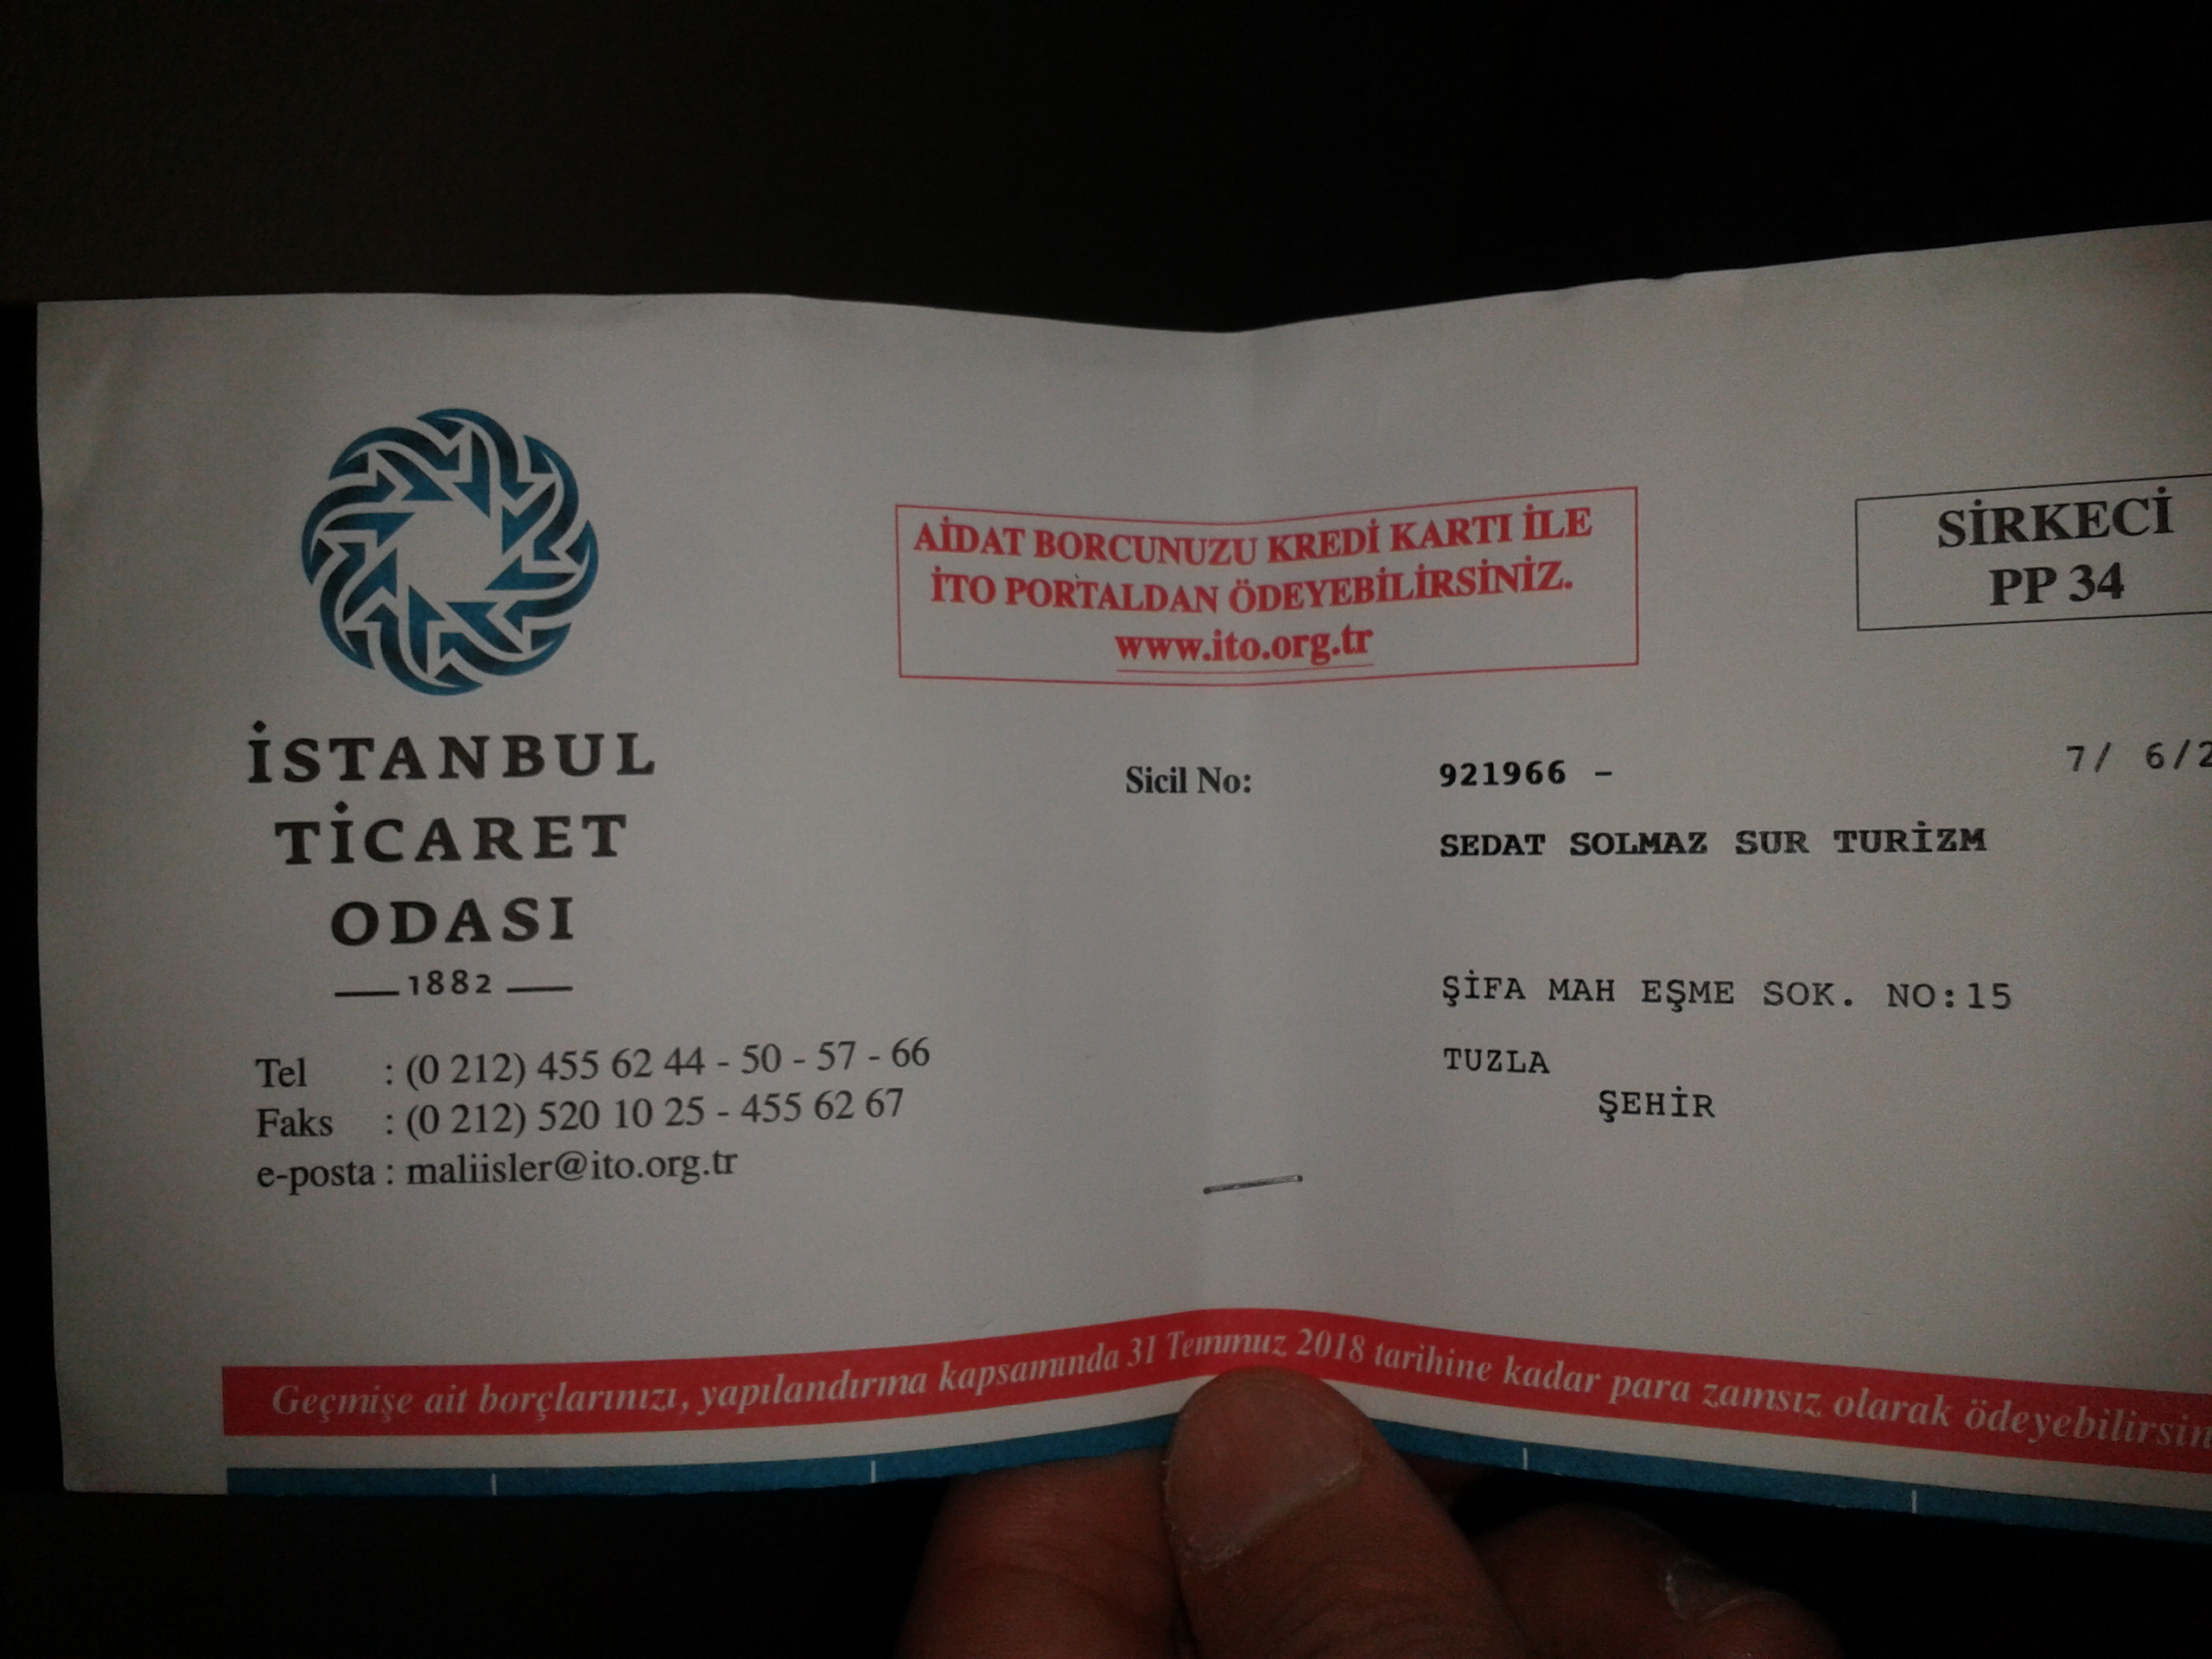 İSTANBUL
TİCARET
ODASI
1882
Tel : (0 212) 455 62 44 - 50 - 57 - 66
Faks : (0 212) 520 10 25 - 455 62 67
e-posta : maliisler@ito.org.tr
AİDAT BORCUNUZU KREDİ KARTI İLE
İTO PORTALDAN ÖDEYEBİLİRSİNİZ.
www.ito.org.tr
SİRKECİ
PP 34
7/ 6/2
Sicil No: 921966 -
SEDAT SOLMAZ SUR TURİZM
ŞİFA MAH EŞME SOK. NO:15
TUZLA
ŞEHİR
Geçmişe ait borçlarınızı, yapılandırma kapsamında 31 Temmuz 2018 tarihine kadar para zamsız olarak ödeyebilirsin